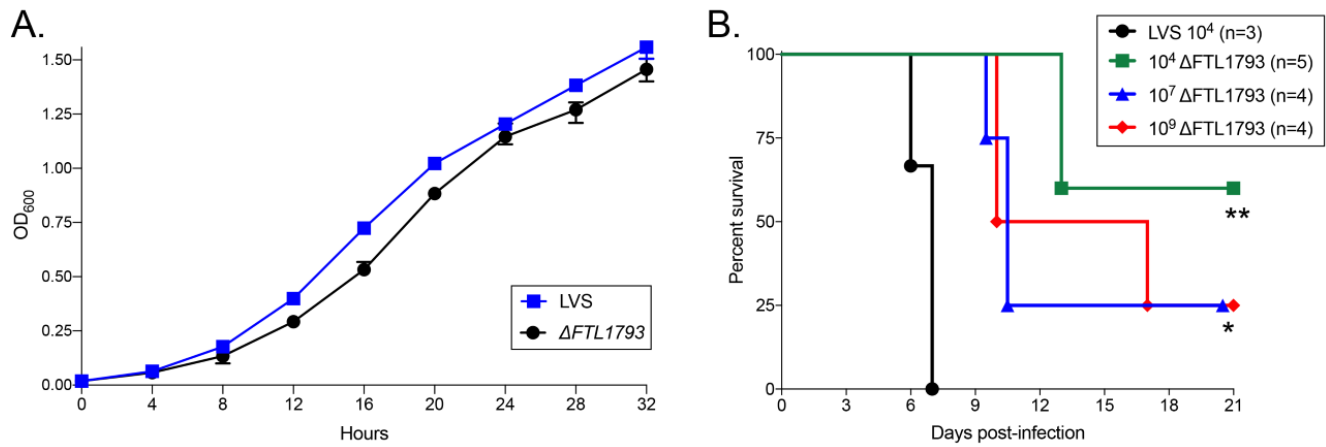 A.
OD600
1.50
1.25
1.00
0.75
0.50
0.25
0.00
0 4 8 12 16 20 24 28 32
Hours
LVS
ΔFTL1793
B.
Percent survival
100
75
50
25
0
0 3 6 9 12 15 18 21
Days post-infection
LVS 10⁴ (n=3)
10⁴ ΔFTL1793 (n=5)
10⁷ ΔFTL1793 (n=4)
10⁹ ΔFTL1793 (n=4)
**
*